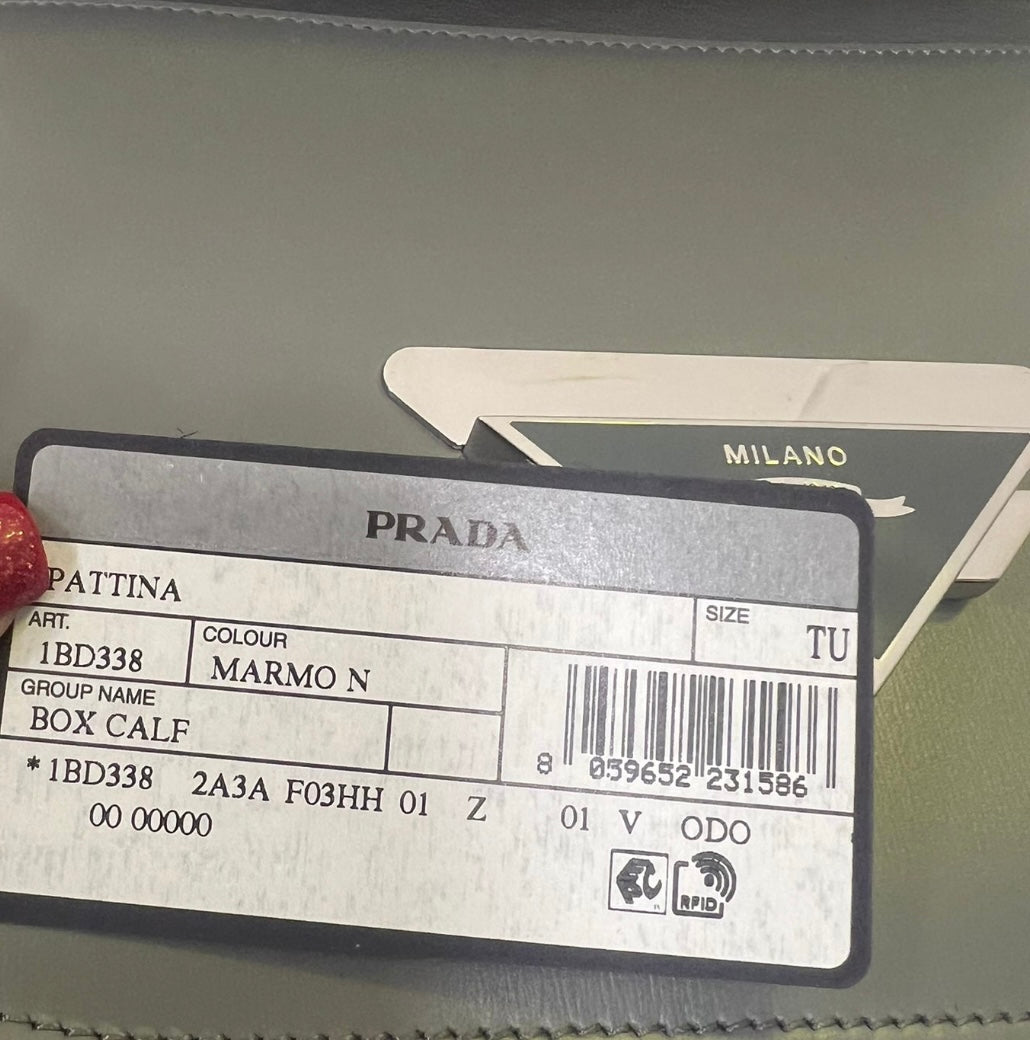 MILANO
PRADA
PATTINA
SIZE
TU
ART.
1BD338
COLOUR
MARMO N
GROUP NAME
BOX CALF
8 059652 231586
*1BD338 2A3A F03HH 01 Z 01 V ODO
00 00000
RFID